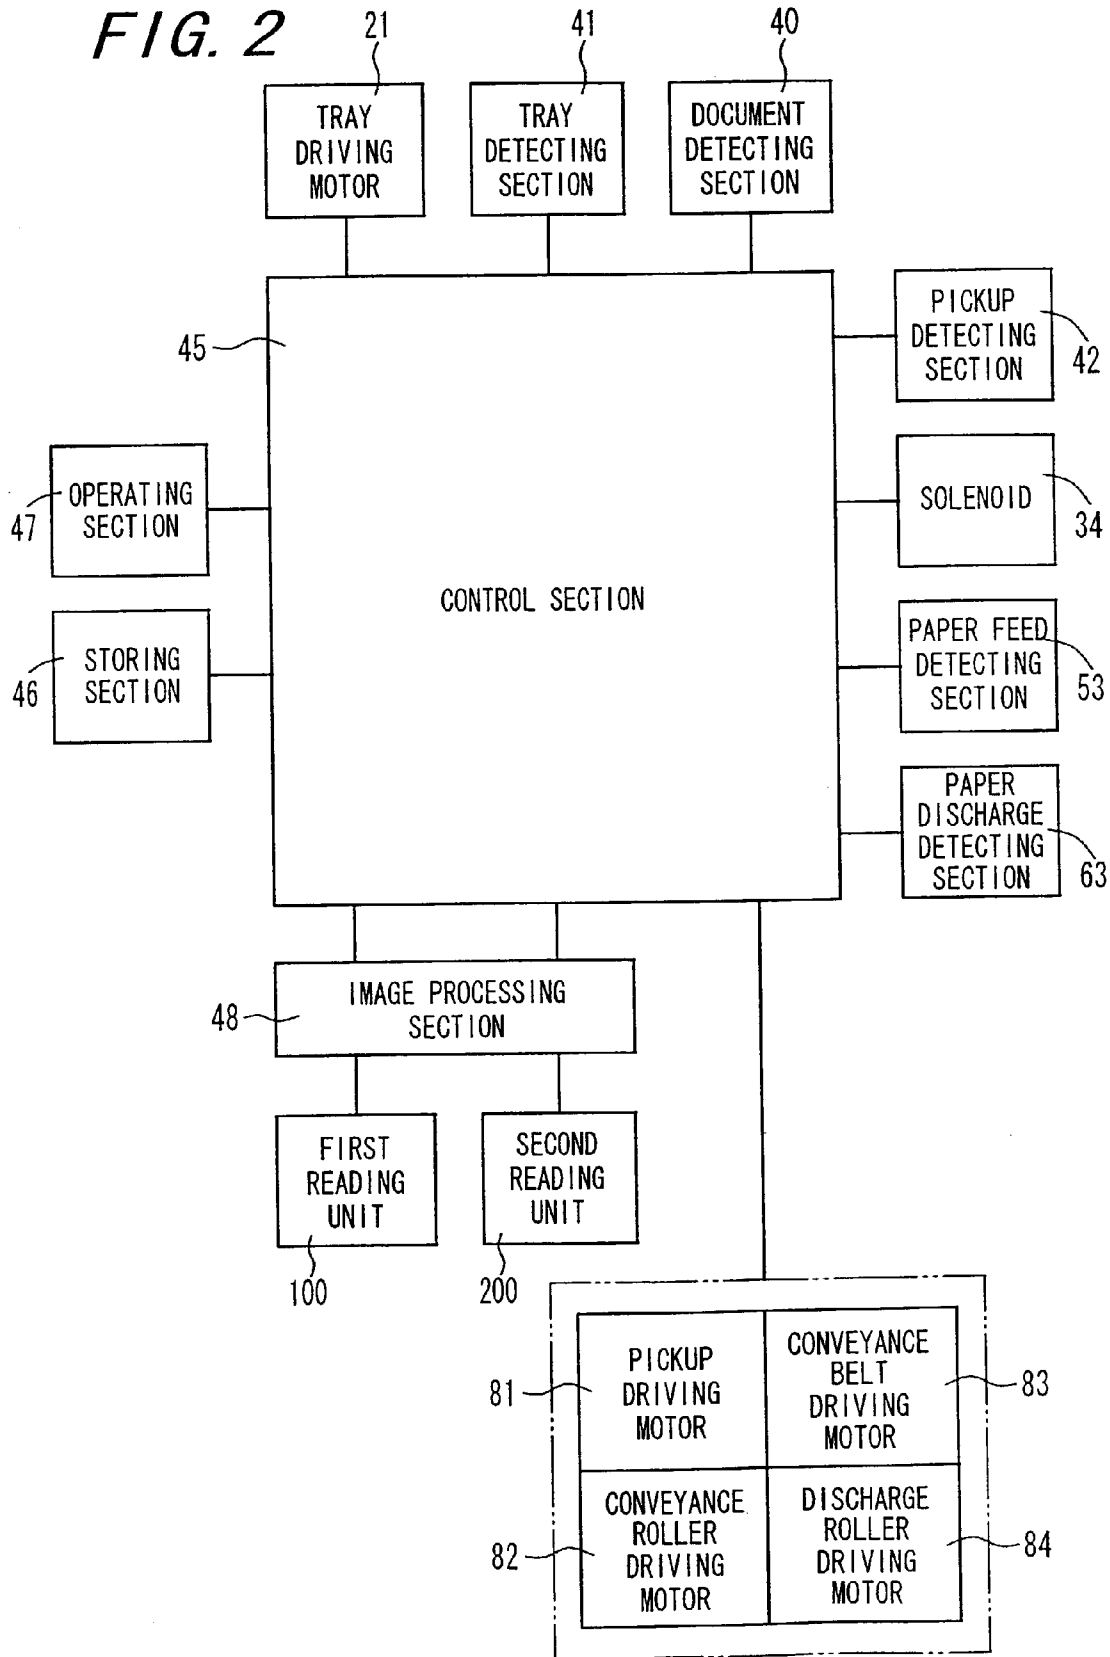 FIG. 2
21
41
40
TRAY
DRIVING
MOTOR
TRAY
DETECTING
SECTION
DOCUMENT
DETECTING
SECTION
45
PICKUP
DETECTING
SECTION
42
47
OPERATING
SECTION
SOLENOID
34
CONTROL SECTION
46
STORING
SECTION
PAPER FEED
DETECTING
SECTION
53
PAPER
DISCHARGE
DETECTING
SECTION
63
48
IMAGE PROCESSING
SECTION
FIRST
READING
UNIT
SECOND
READING
UNIT
100
200
81
PICKUP
DRIVING
MOTOR
CONVEYANCE
BELT
DRIVING
MOTOR
83
82
CONVEYANCE
ROLLER
DRIVING
MOTOR
DISCHARGE
ROLLER
DRIVING
MOTOR
84